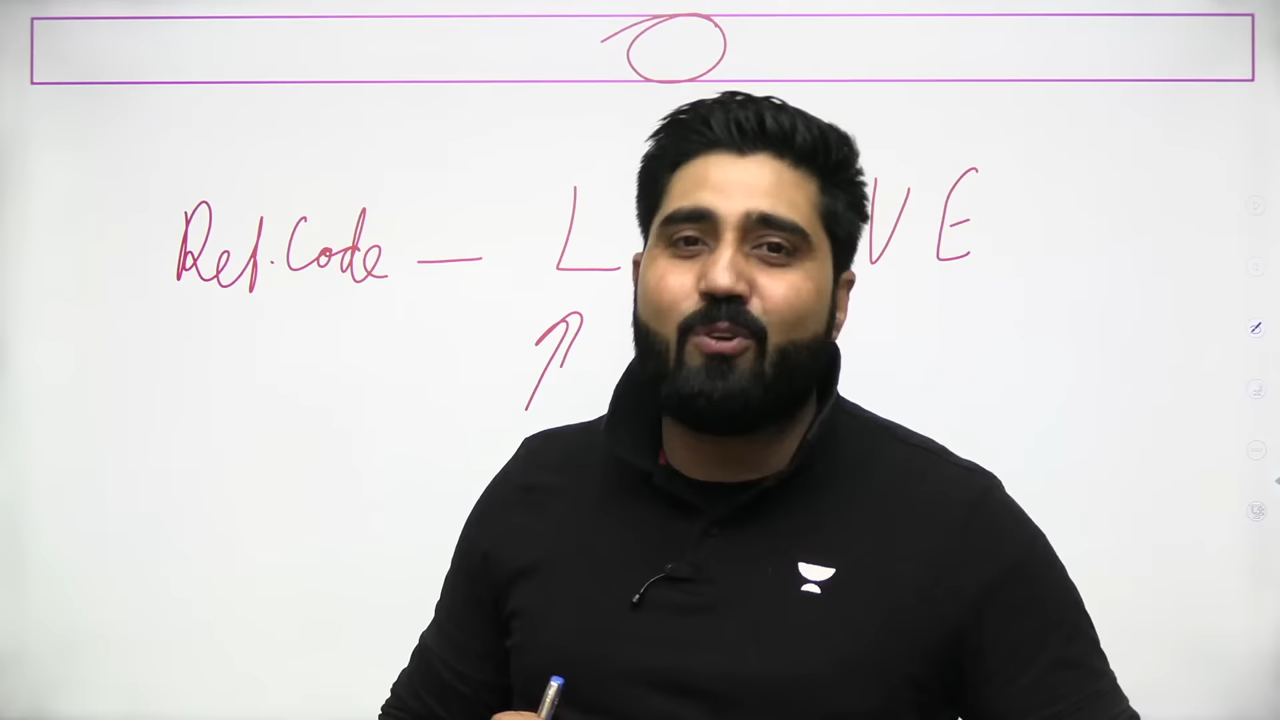 Ref. Code — L VE